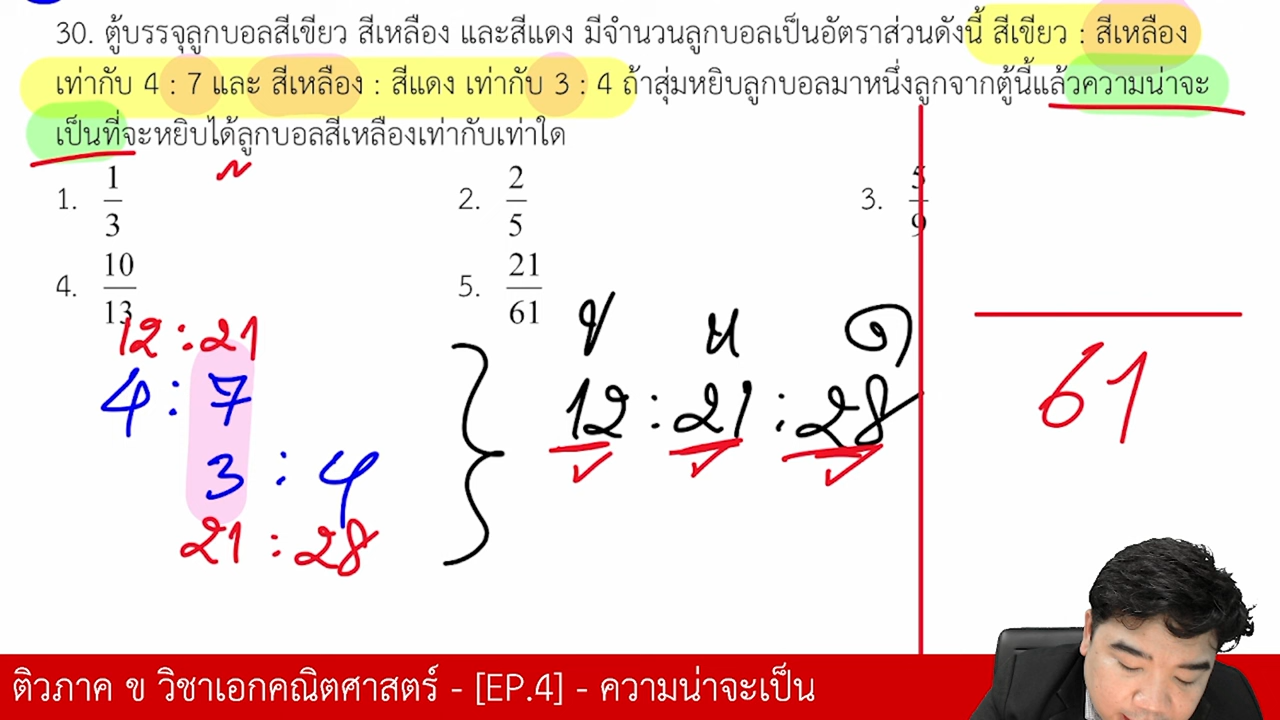 30. ตู้บรรจุลูกบอลสีเขียว สีเหลือง และสีแดง มีจำนวนลูกบอลเป็นอัตราส่วนดังนี้ สีเขียว : สีเหลือง
เท่ากับ 4 : 7 และ สีเหลือง : สีแดง เท่ากับ 3 : 4 ถ้าสุ่มหยิบลูกบอลมาหนึ่งลูกจากตู้นี้แล้วความน่าจะ
เป็นที่จะหยิบได้ลูกบอลสีเหลืองเท่ากับเท่าใด
1. 1/3 2. 2/5 3. 5/9
4. 10/13 5. 21/61
12 : 21
4 : 7
3 : 4
21 : 28
ข ห ด
12 : 21 : 28
61
ติวภาค ข วิชาเอกคณิตศาสตร์ - [EP.4] - ความน่าจะเป็น